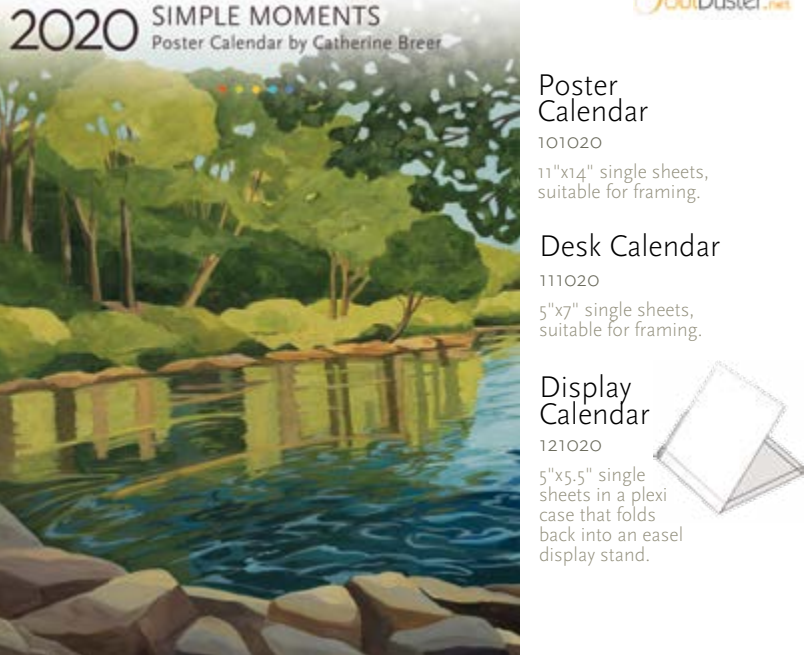 2020 SIMPLE MOMENTS
Poster Calendar by Catherine Breer
Poster
Calendar
101020
11"x14" single sheets,
suitable for framing.
Desk Calendar
111020
5"x7" single sheets,
suitable for framing.
Display
Calendar
121020
5"x5.5" single
sheets in a plexi
case that folds
back into an easel
display stand.